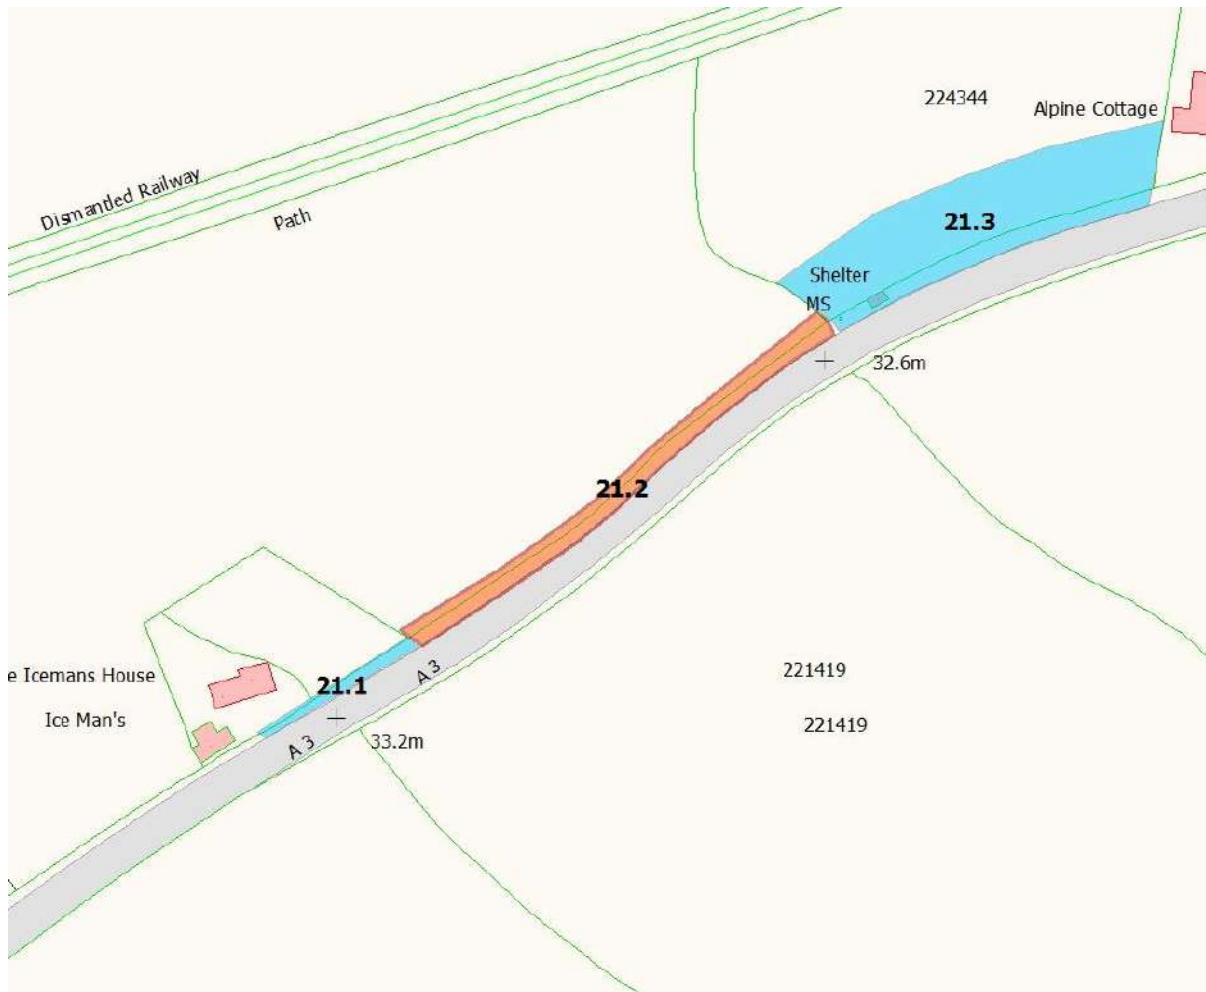 224344
Alpine Cottage
Dismantled Railway
Path
21.3
Shelter
MS
32.6m
21.2
221419
e Icemans House
21.1
A 3
Ice Man's
221419
A 3
33.2m